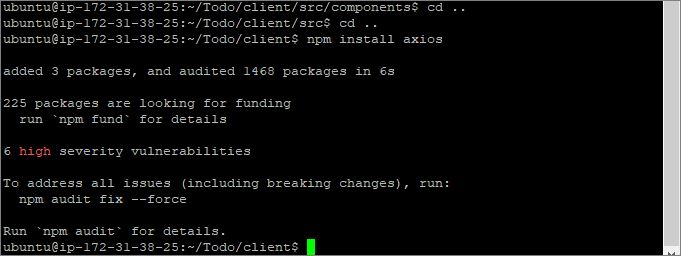 ubuntu@ip-172-31-38-25:~/Todo/client/src/components$ cd ..
ubuntu@ip-172-31-38-25:~/Todo/client/src$ cd ..
ubuntu@ip-172-31-38-25:~/Todo/client$ npm install axios
added 3 packages, and audited 1468 packages in 6s
225 packages are looking for funding
  run `npm fund` for details
6 high severity vulnerabilities
To address all issues (including breaking changes), run:
  npm audit fix --force
Run `npm audit` for details.
ubuntu@ip-172-31-38-25:~/Todo/client$